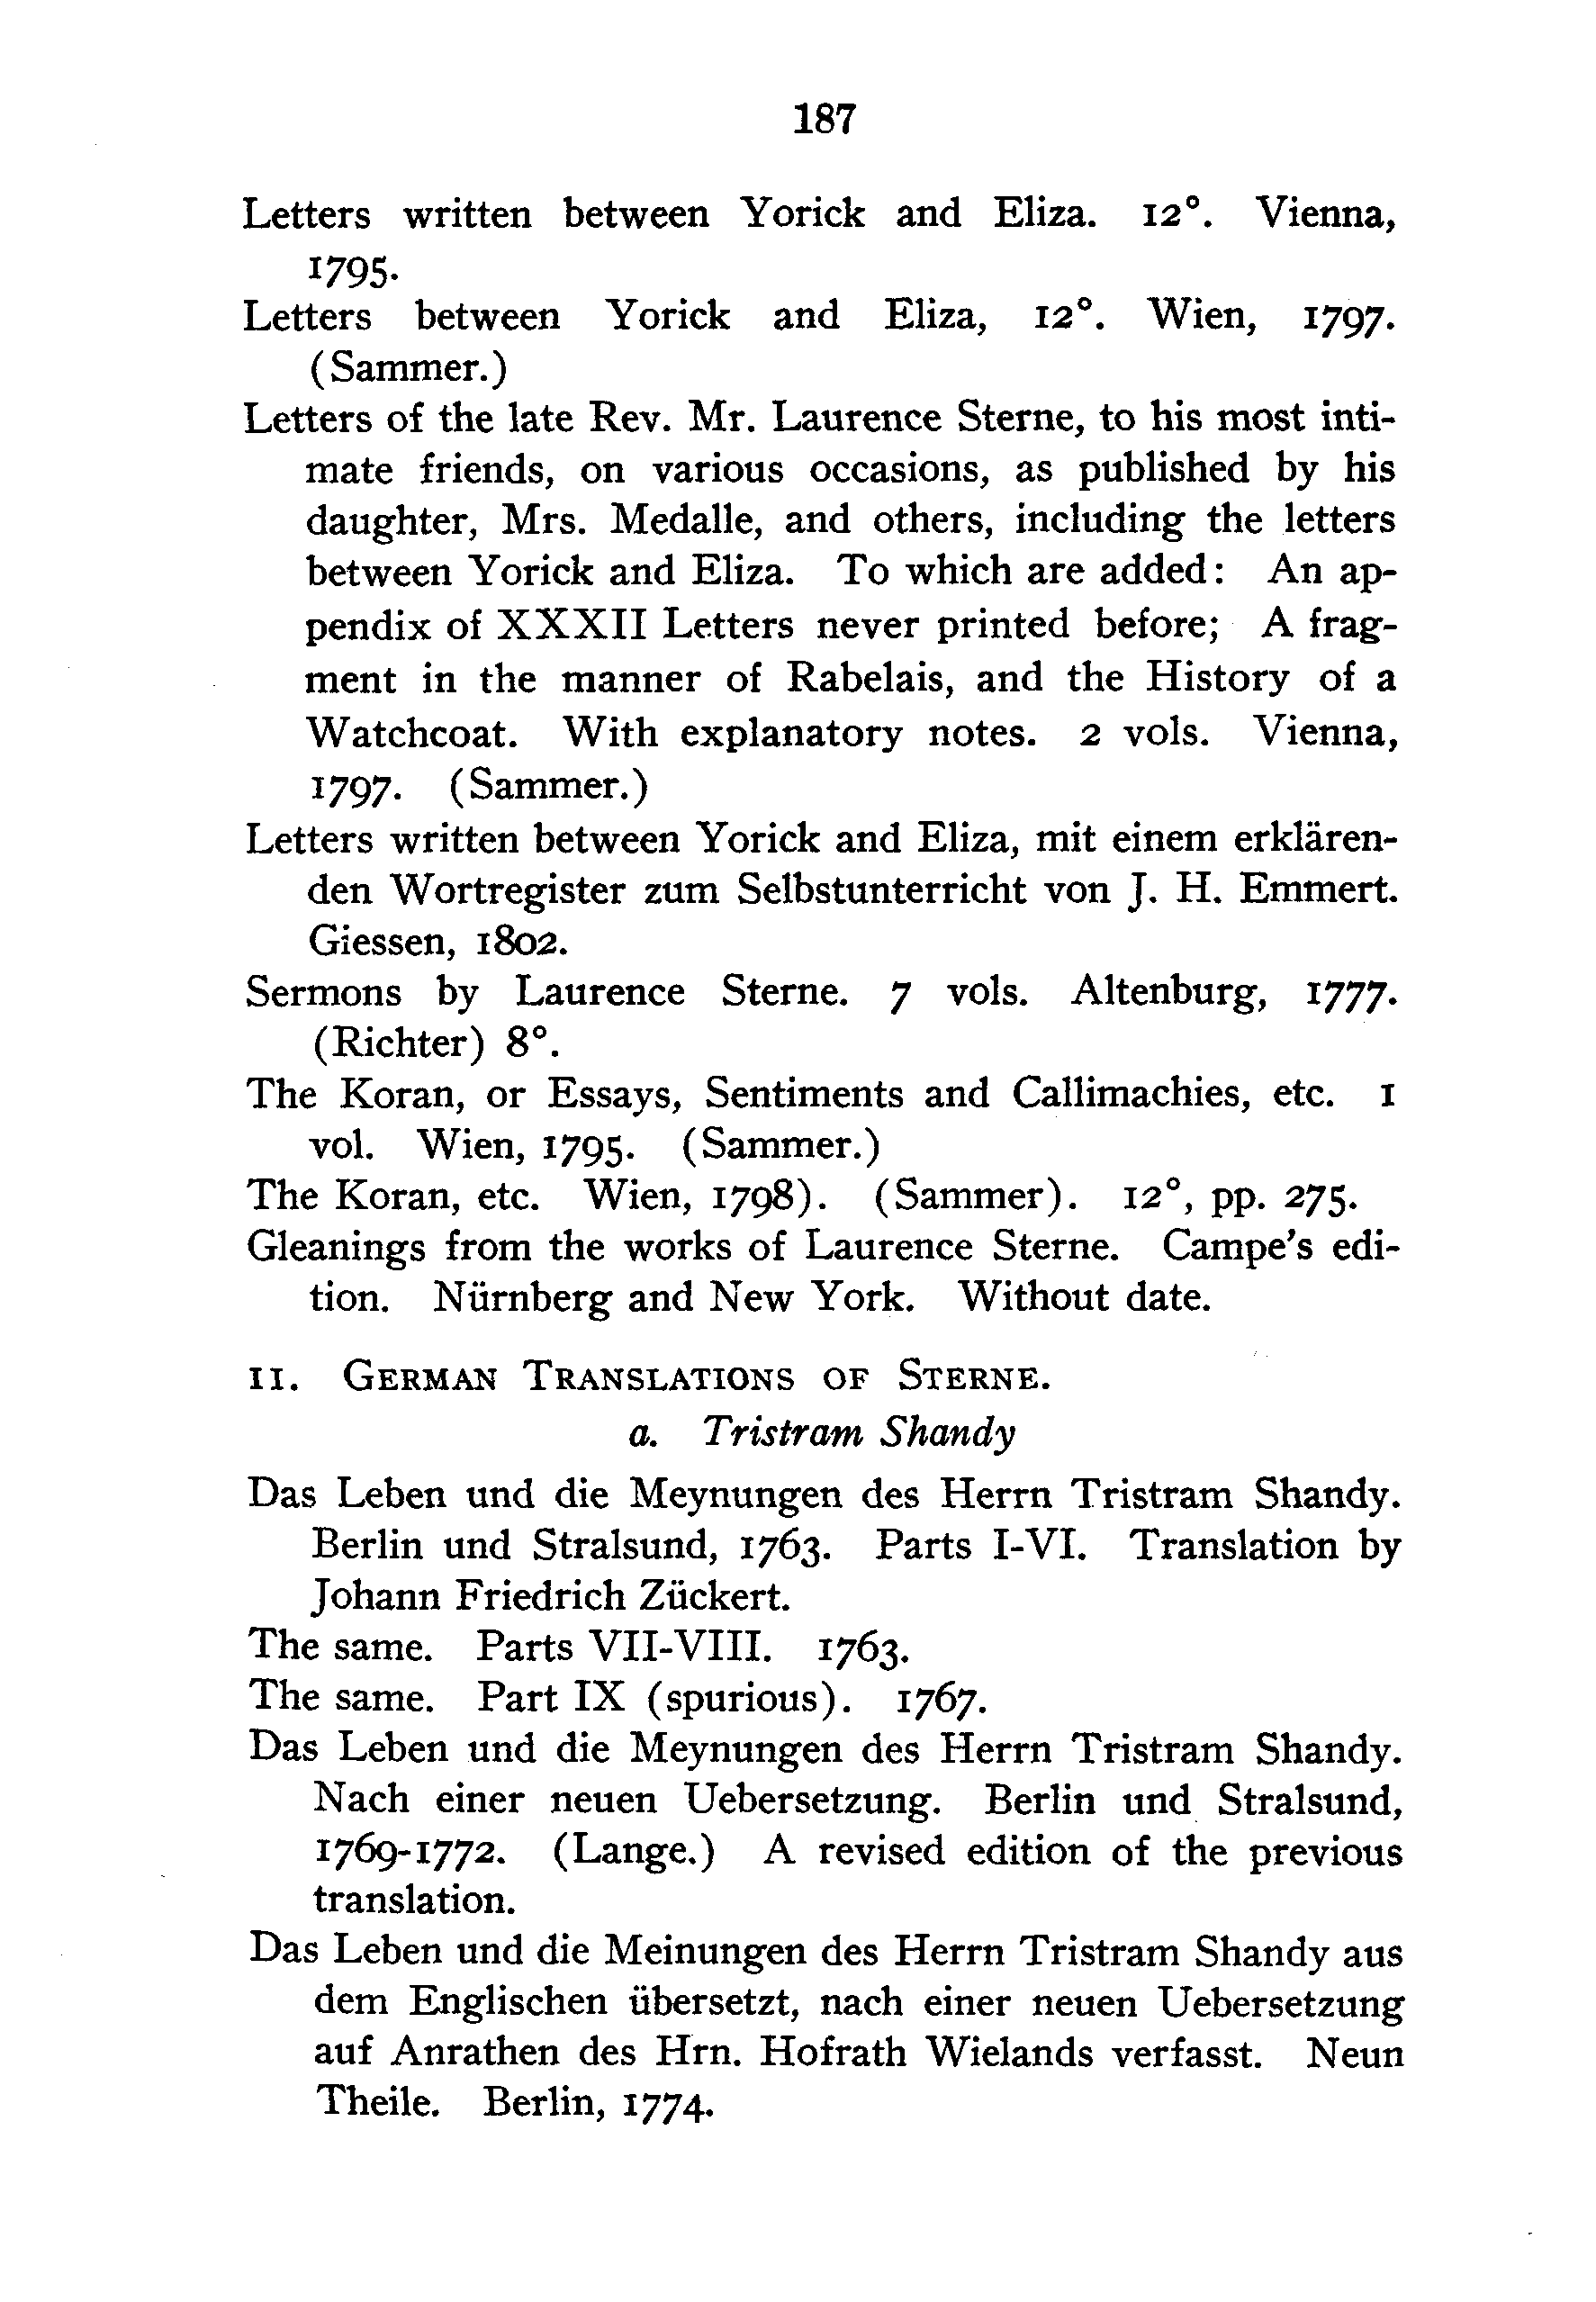 187
Letters written between Yorick and Eliza. 12°. Vienna,
1795.
Letters between Yorick and Eliza, 12°. Wien, 1797.
(Sammer.)
Letters of the late Rev. Mr. Laurence Sterne, to his most inti-
mate friends, on various occasions, as published by his
daughter, Mrs. Medalle, and others, including the letters
between Yorick and Eliza. To which are added: An ap-
pendix of XXXII Letters never printed before; A frag-
ment in the manner of Rabelais, and the History of a
Watchcoat. With explanatory notes. 2 vols. Vienna,
1797. (Sammer.)
Letters written between Yorick and Eliza, mit einem erklären-
den Wortregister zum Selbstunterricht von J. H. Emmert.
Giessen, 1802.
Sermons by Laurence Sterne. 7 vols. Altenburg, 1777.
(Richter) 8°.
The Koran, or Essays, Sentiments and Callimachies, etc. 1
vol. Wien, 1795. (Sammer.)
The Koran, etc. Wien, 1798). (Sammer). 12°, pp. 275.
Gleanings from the works of Laurence Sterne. Campe's edi-
tion. Nürnberg and New York. Without date.
II. German Translations of Sterne.
a. Tristram Shandy
Das Leben und die Meynungen des Herrn Tristram Shandy.
Berlin und Stralsund, 1763. Parts I-VI. Translation by
Johann Friedrich Zückert.
The same. Parts VII-VIII. 1763.
The same. Part IX (spurious). 1767.
Das Leben und die Meynungen des Herrn Tristram Shandy.
Nach einer neuen Uebersetzung. Berlin und Stralsund,
1769-1772. (Lange.) A revised edition of the previous
translation.
Das Leben und die Meinungen des Herrn Tristram Shandy aus
dem Englischen übersetzt, nach einer neuen Uebersetzung
auf Anrathen des Hrn. Hofrath Wielands verfasst. Neun
Theile. Berlin, 1774.